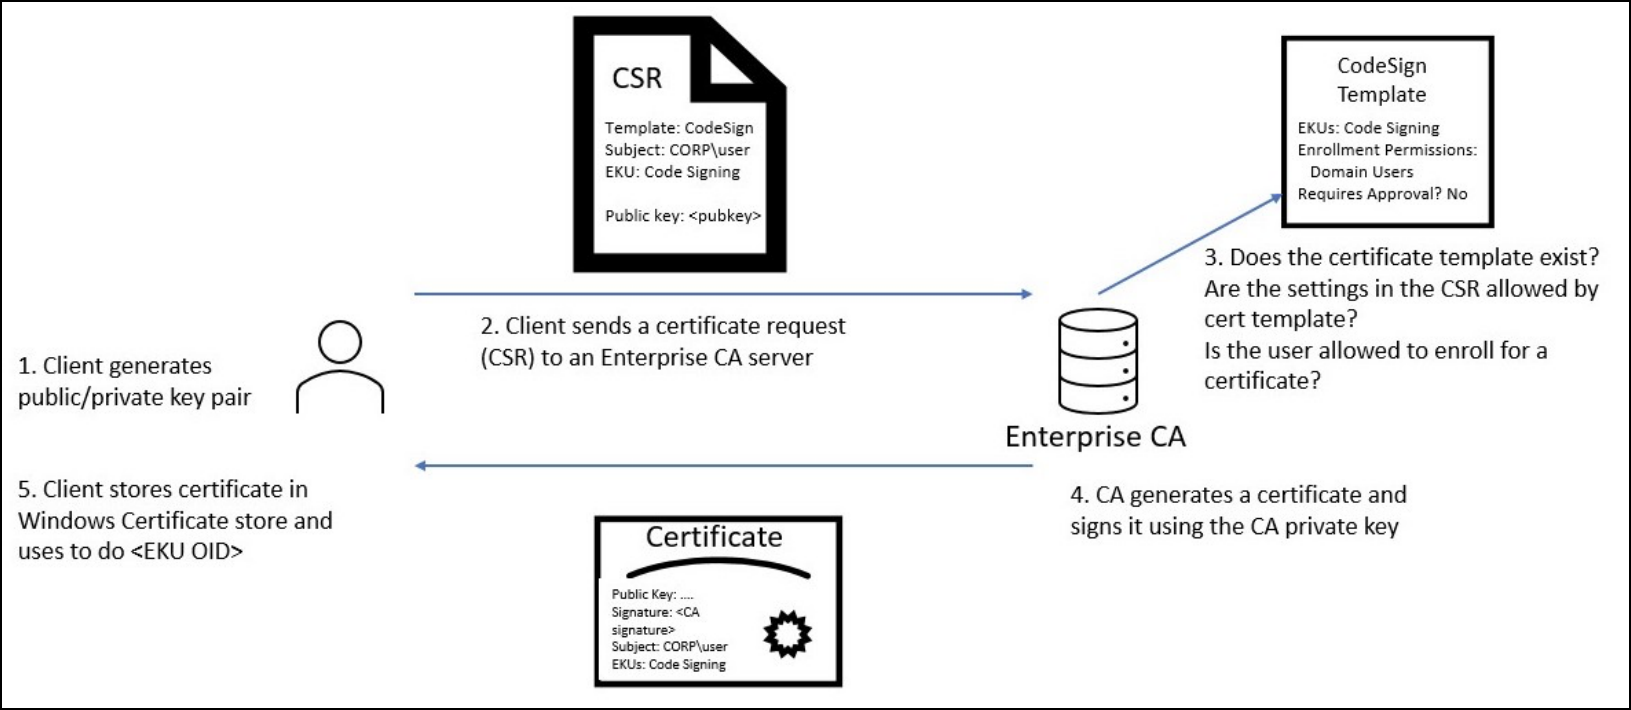 CSR
Template: CodeSign
Subject: CORP\user
EKU: Code Signing
Public key: <pubkey>
CodeSign
Template
EKUs: Code Signing
Enrollment Permissions:
Domain Users
Requires Approval? No
1. Client generates
public/private key pair
2. Client sends a certificate request
(CSR) to an Enterprise CA server
3. Does the certificate template exist?
Are the settings in the CSR allowed by
cert template?
Is the user allowed to enroll for a
certificate?
Enterprise CA
4. CA generates a certificate and
signs it using the CA private key
5. Client stores certificate in
Windows Certificate store and
uses to do <EKU OID>
Certificate
Public Key: ....
Signature: <CA
signature>
Subject: CORP\user
EKUs: Code Signing